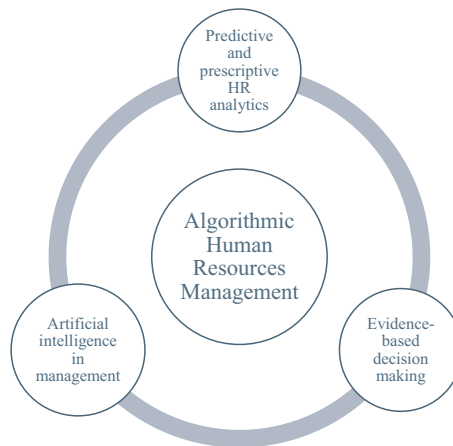 Predictive
and
prescriptive
HR
analytics
Algorithmic
Human
Resources
Management
Artificial
intelligence
in
management
Evidence-
based
decision
making